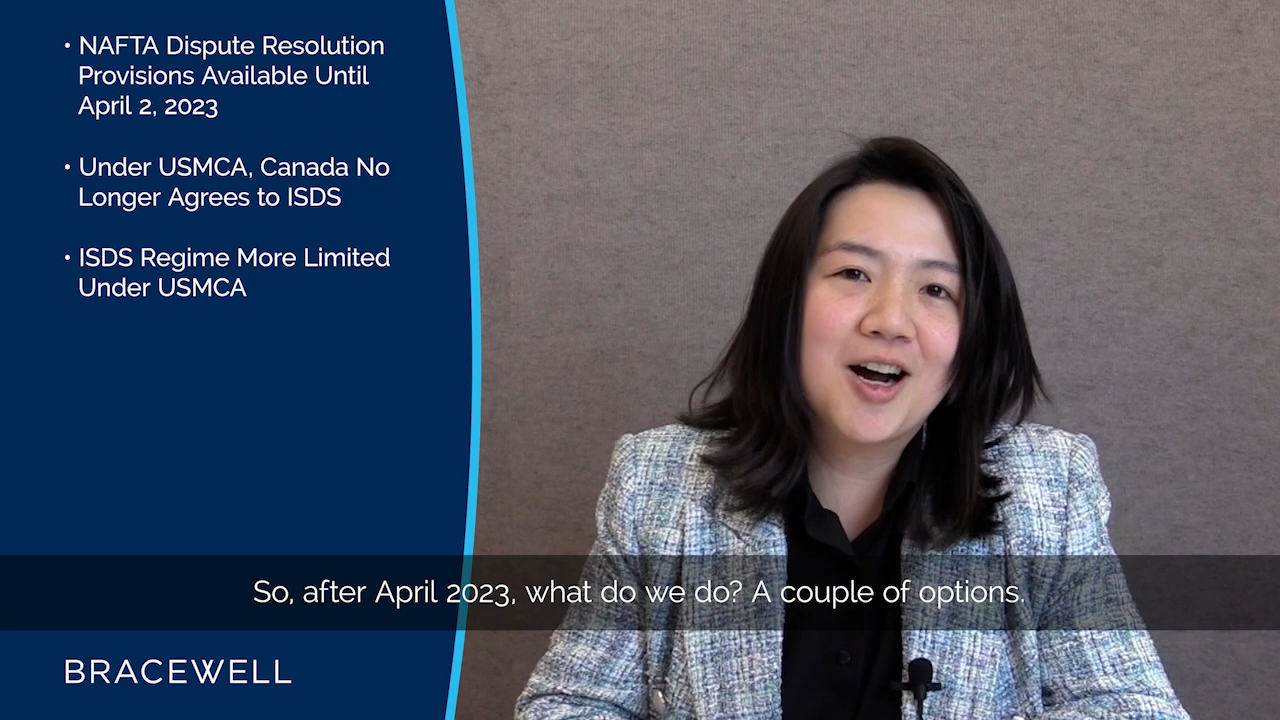 • NAFTA Dispute Resolution
Provisions Available Until
April 2, 2023
• Under USMCA, Canada No
Longer Agrees to ISDS
• ISDS Regime More Limited
Under USMCA
So, after April 2023, what do we do? A couple of options.
BRACEWELL